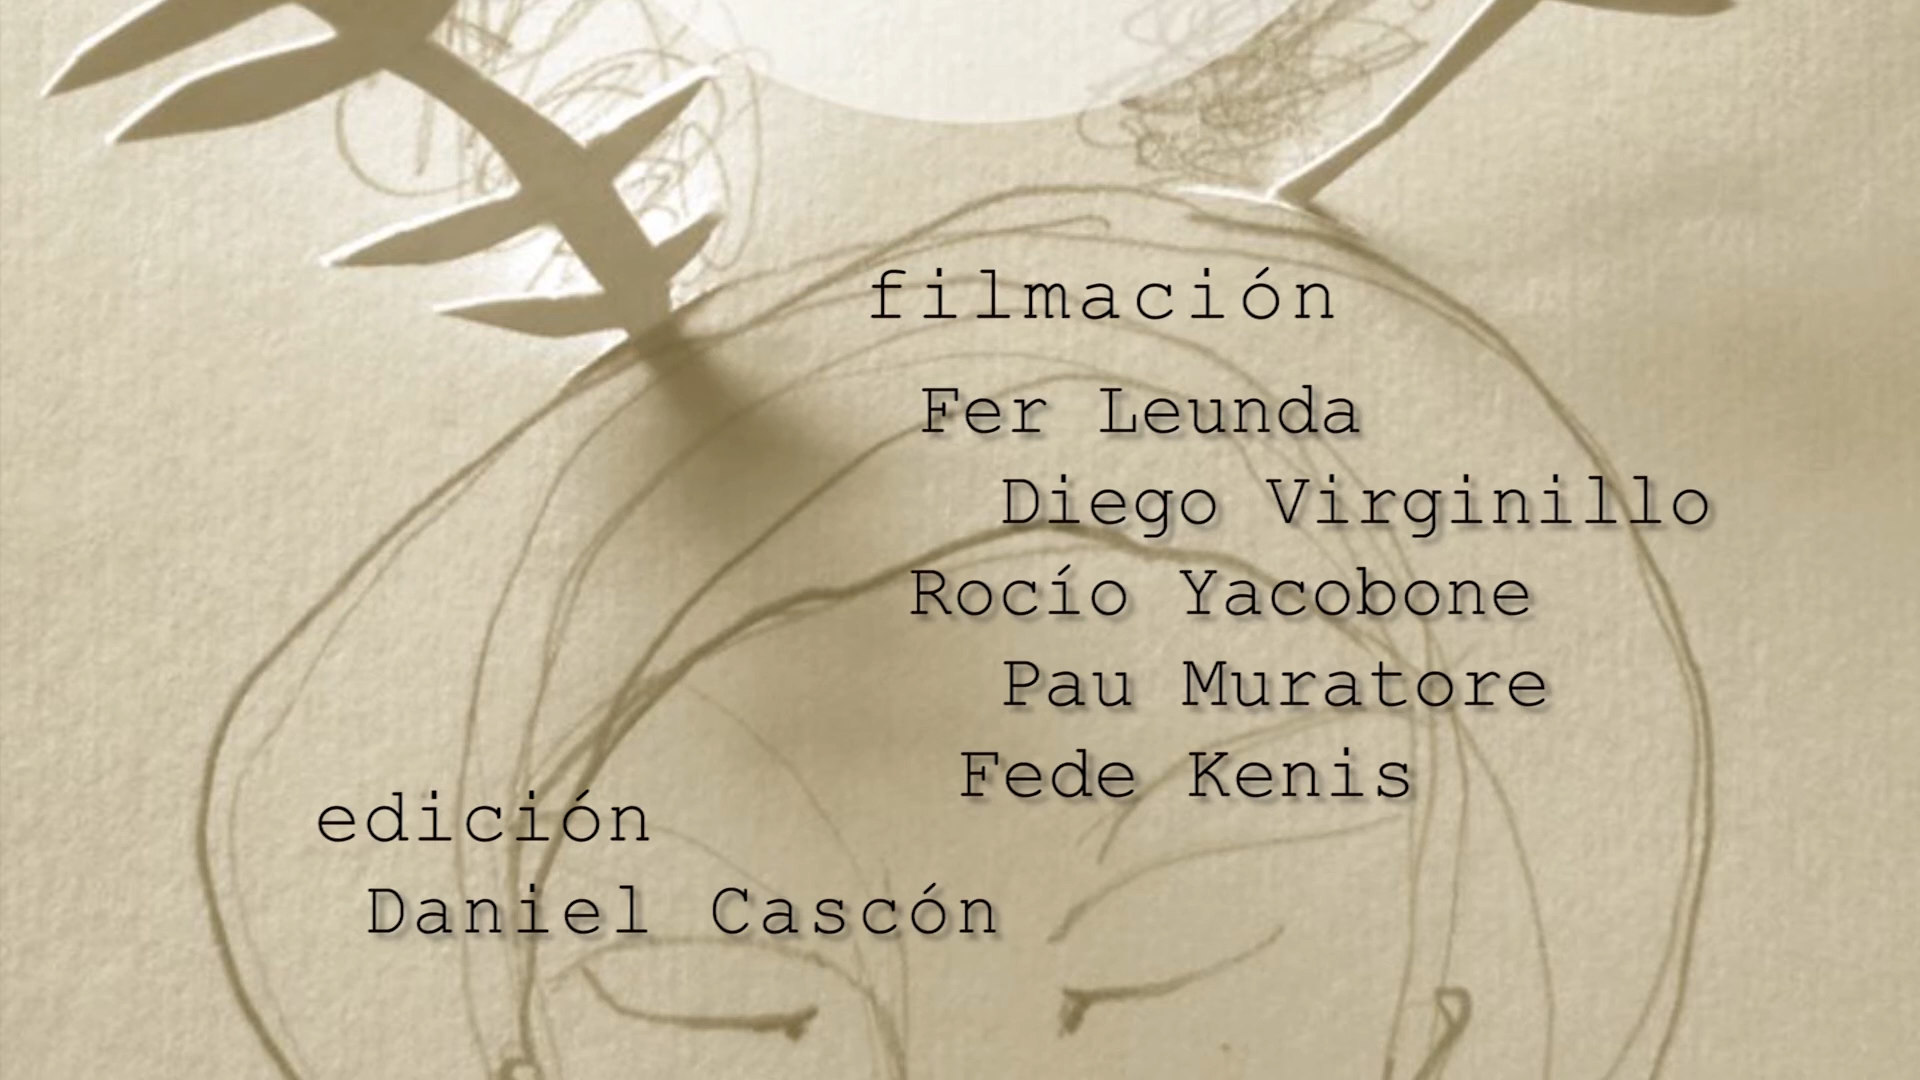 filmación
Fer Leunda
Diego Virginillo
Rocío Yacobone
Pau Muratore
Fede Kenis
edición
Daniel Cascón